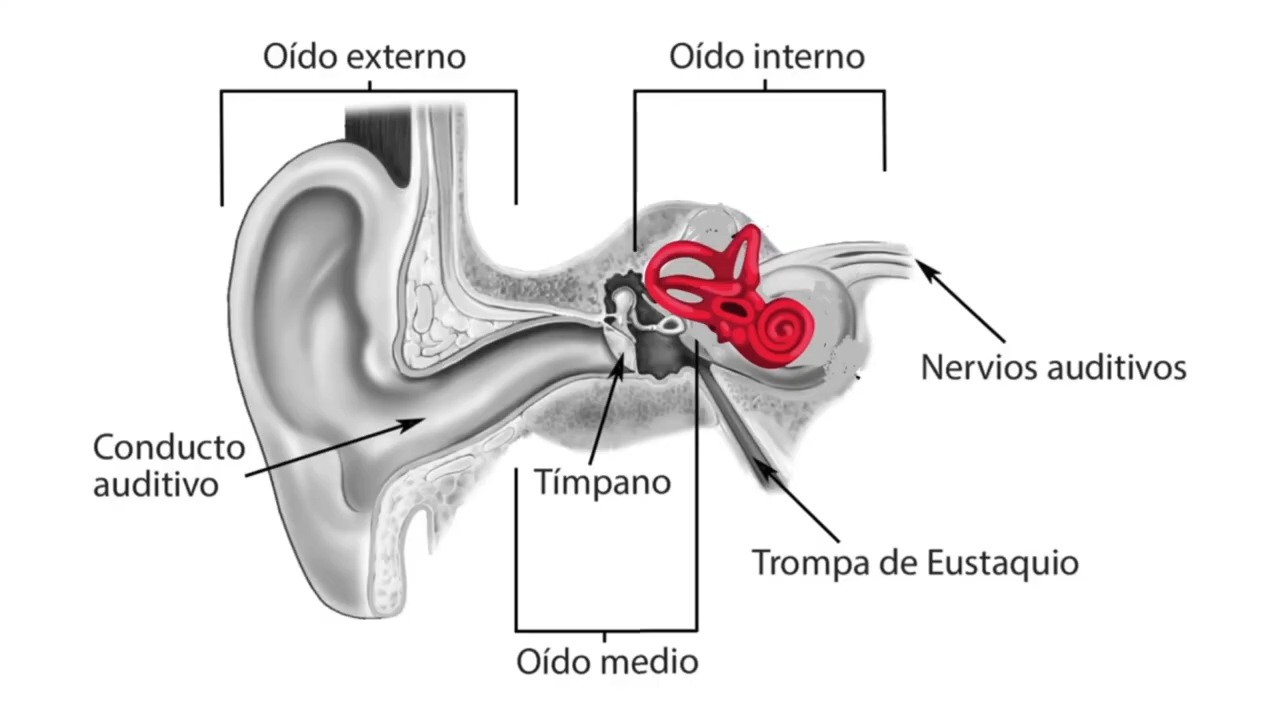 Oído externo
Oído interno
Nervios auditivos
Conducto
auditivo
Tímpano
Trompa de Eustaquio
Oído medio